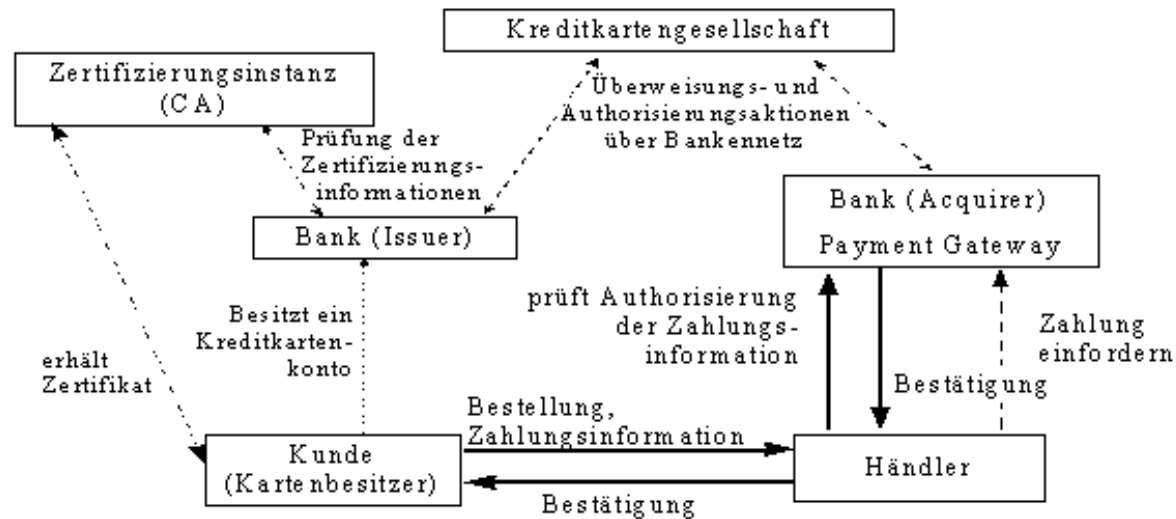 Kreditkartengesellschaft
Zertifizierungsinstanz
(CA)
Überweisungs- und
Authorisierungsaktionen
über Bankennetz
Prüfung der
Zertifizierungs-
informationen
Bank (Acquirer)
Payment Gateway
Bank (Issuer)
Besitzt ein
Kreditkarten-
konto
prüft Authorisierung
der Zahlungs-
information
Zahlung
einfordern
erhält
Zertifikat
Bestätigung
Bestellung,
Zahlungsinformation
Kunde
(Kartenbesitzer)
Händler
Bestätigung